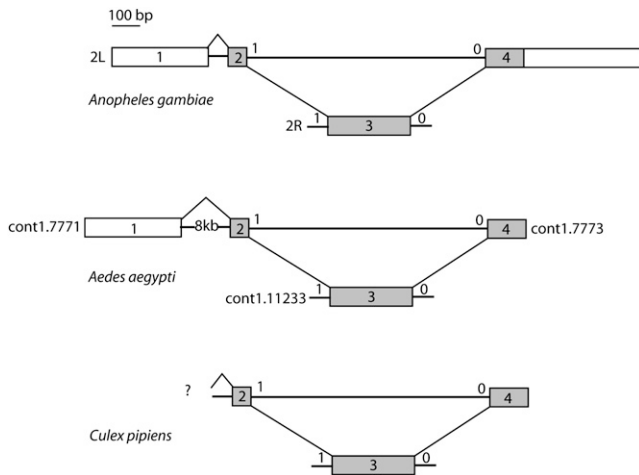 100 bp
2L 1 2 1 0 4
Anopheles gambiae
2R 1 3 0
cont1.7771 1 8kb 2 1 0 4 cont1.7773
Aedes aegypti
cont1.11233 1 3 0
? 2 1 0 4
Culex pipiens
1 3 0